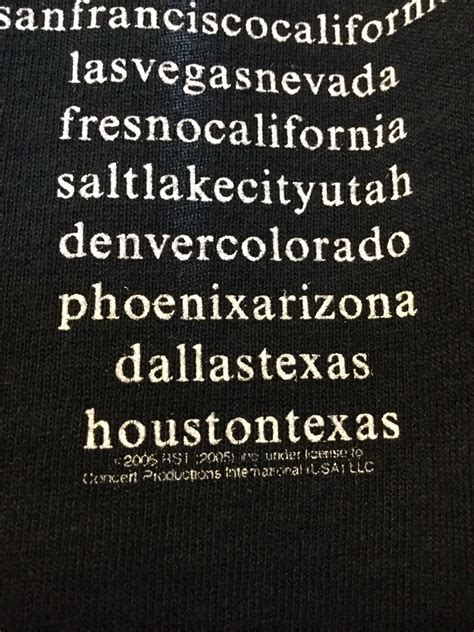 sanfranciscocaliforni
lasvegasnevada
fresnocalifornia
saltlakecityutah
denvercolorado
phoenixarizona
dallastexas
houstontexas
©2005 RST (2005) Inc. under license to
Concert Productions International (USA) LLC